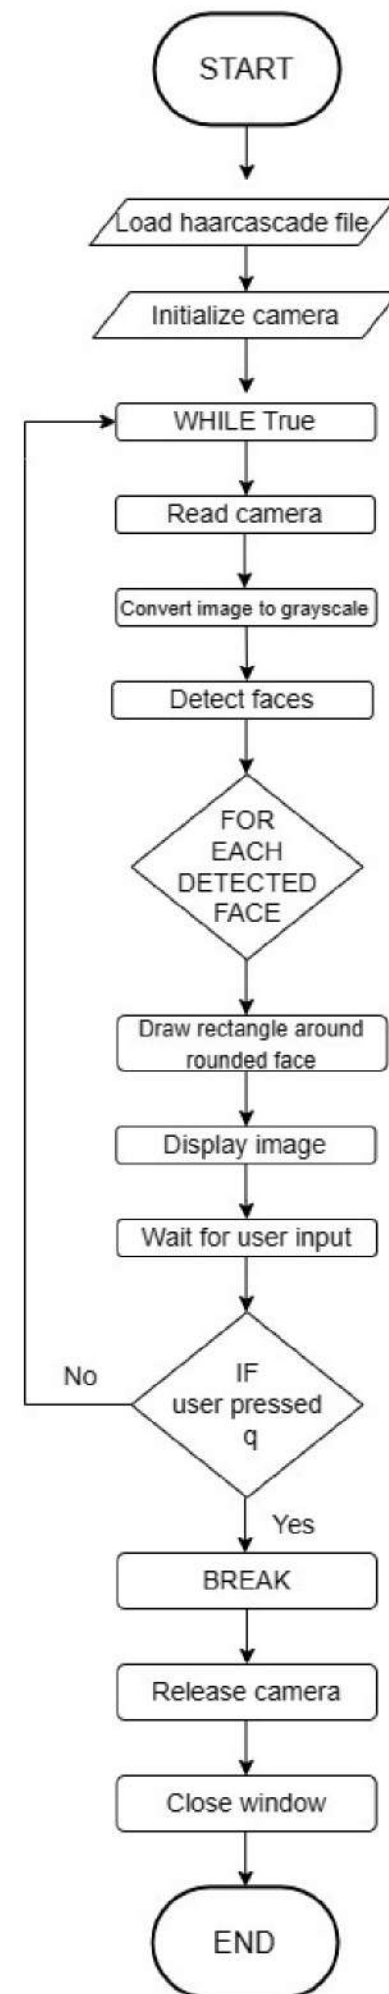 START
Load haarcascade file
Initialize camera
WHILE True
Read camera
Convert image to grayscale
Detect faces
FOR
EACH
DETECTED
FACE
Draw rectangle around
rounded face
Display image
Wait for user input
IF
user pressed
q
No
Yes
BREAK
Release camera
Close window
END